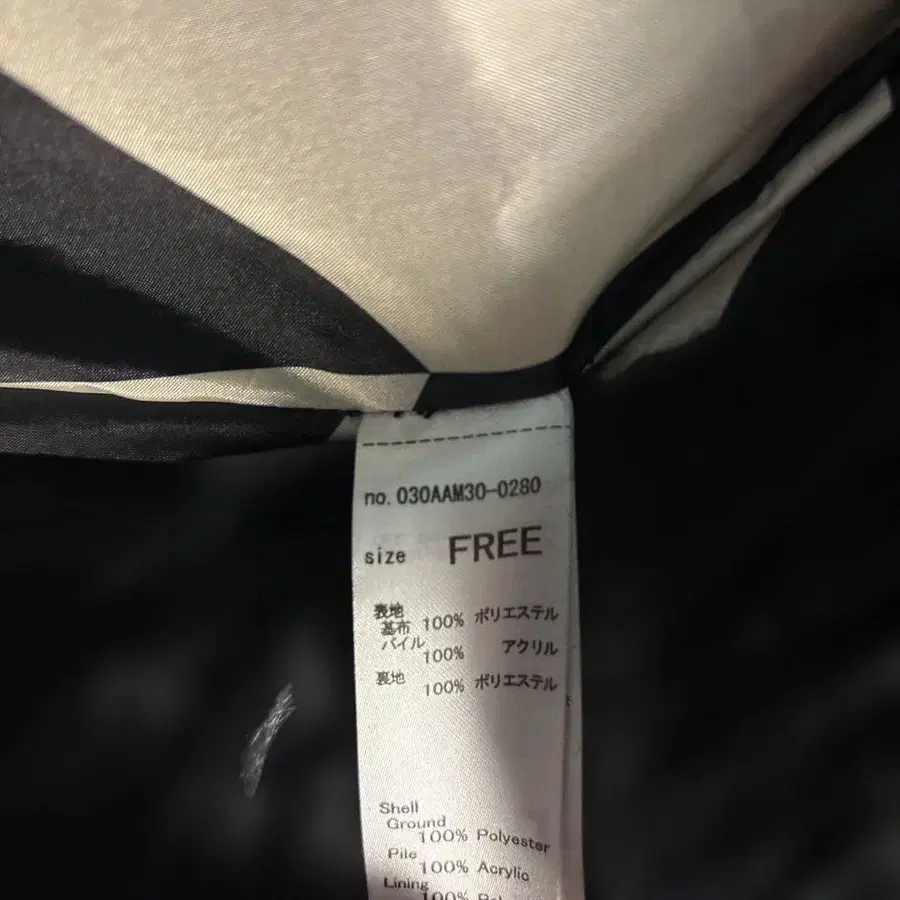 no. 030AAM30-0280
size FREE
表地
基布 100% ポリエステル
パイル 100% アクリル
裏地 100% ポリエステル
Shell
Ground
100% Polyester
Pile
100% Acrylic
Lining
100%